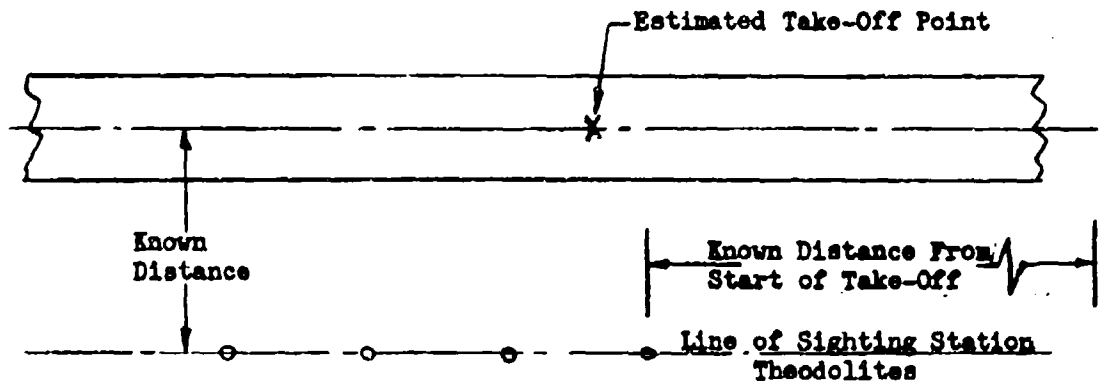 Estimated Take-Off Point
Known
Distance
Known Distance From
Start of Take-Off
Line of Sighting Station
Theodolites